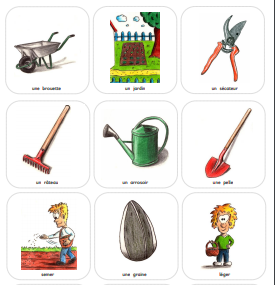 une brouette
un jardin
un sécateur
un râteau
un arrosoir
une pelle
semer
une graine
léger